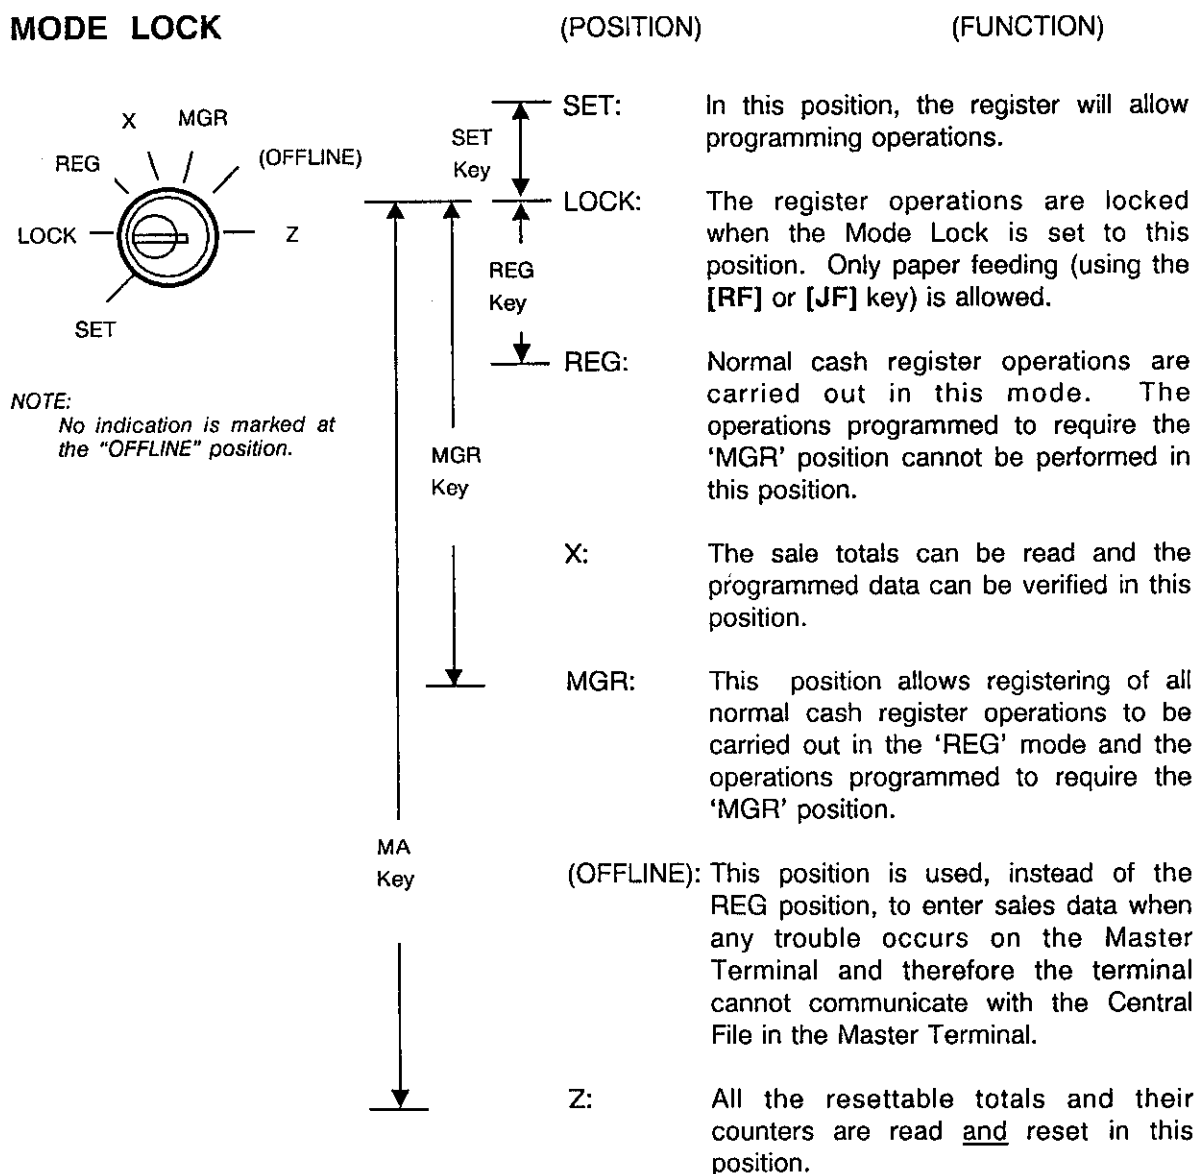 MODE LOCK
(POSITION)
(FUNCTION)
X
MGR
REG
(OFFLINE)
LOCK
Z
SET
NOTE:
No indication is marked at
the "OFFLINE" position.
SET
Key
REG
Key
MGR
Key
MA
Key
SET:
In this position, the register will allow
programming operations.
LOCK:
The register operations are locked
when the Mode Lock is set to this
position. Only paper feeding (using the
[RF] or [JF] key) is allowed.
REG:
Normal cash register operations are
carried out in this mode. The
operations programmed to require the
'MGR' position cannot be performed in
this position.
X:
The sale totals can be read and the
programmed data can be verified in this
position.
MGR:
This position allows registering of all
normal cash register operations to be
carried out in the 'REG' mode and the
operations programmed to require the
'MGR' position.
(OFFLINE): This position is used, instead of the
REG position, to enter sales data when
any trouble occurs on the Master
Terminal and therefore the terminal
cannot communicate with the Central
File in the Master Terminal.
Z:
All the resettable totals and their
counters are read and reset in this
position.